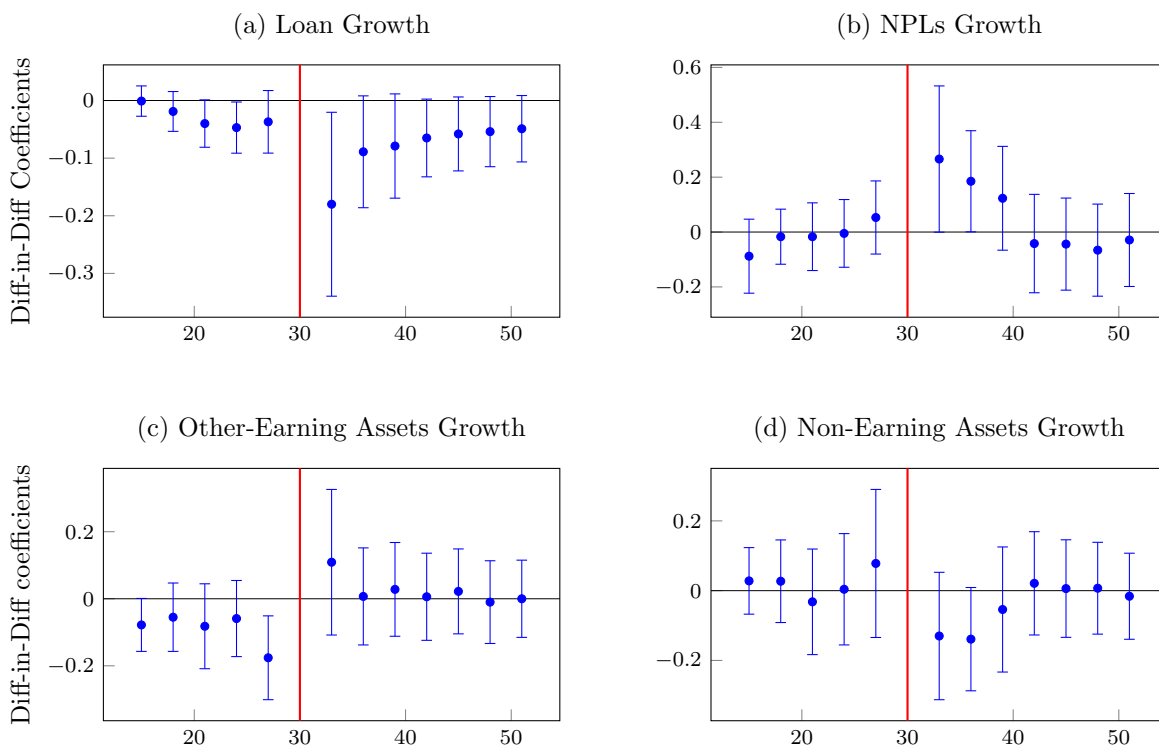 (a) Loan Growth
Diff-in-Diff Coefficients
0
−0.1
−0.2
−0.3
20 30 40 50
(b) NPLs Growth
0.6
0.4
0.2
0
−0.2
20 30 40 50
(c) Other-Earning Assets Growth
Diff-in-Diff coefficients
0.2
0
−0.2
20 30 40 50
(d) Non-Earning Assets Growth
0.2
0
−0.2
20 30 40 50